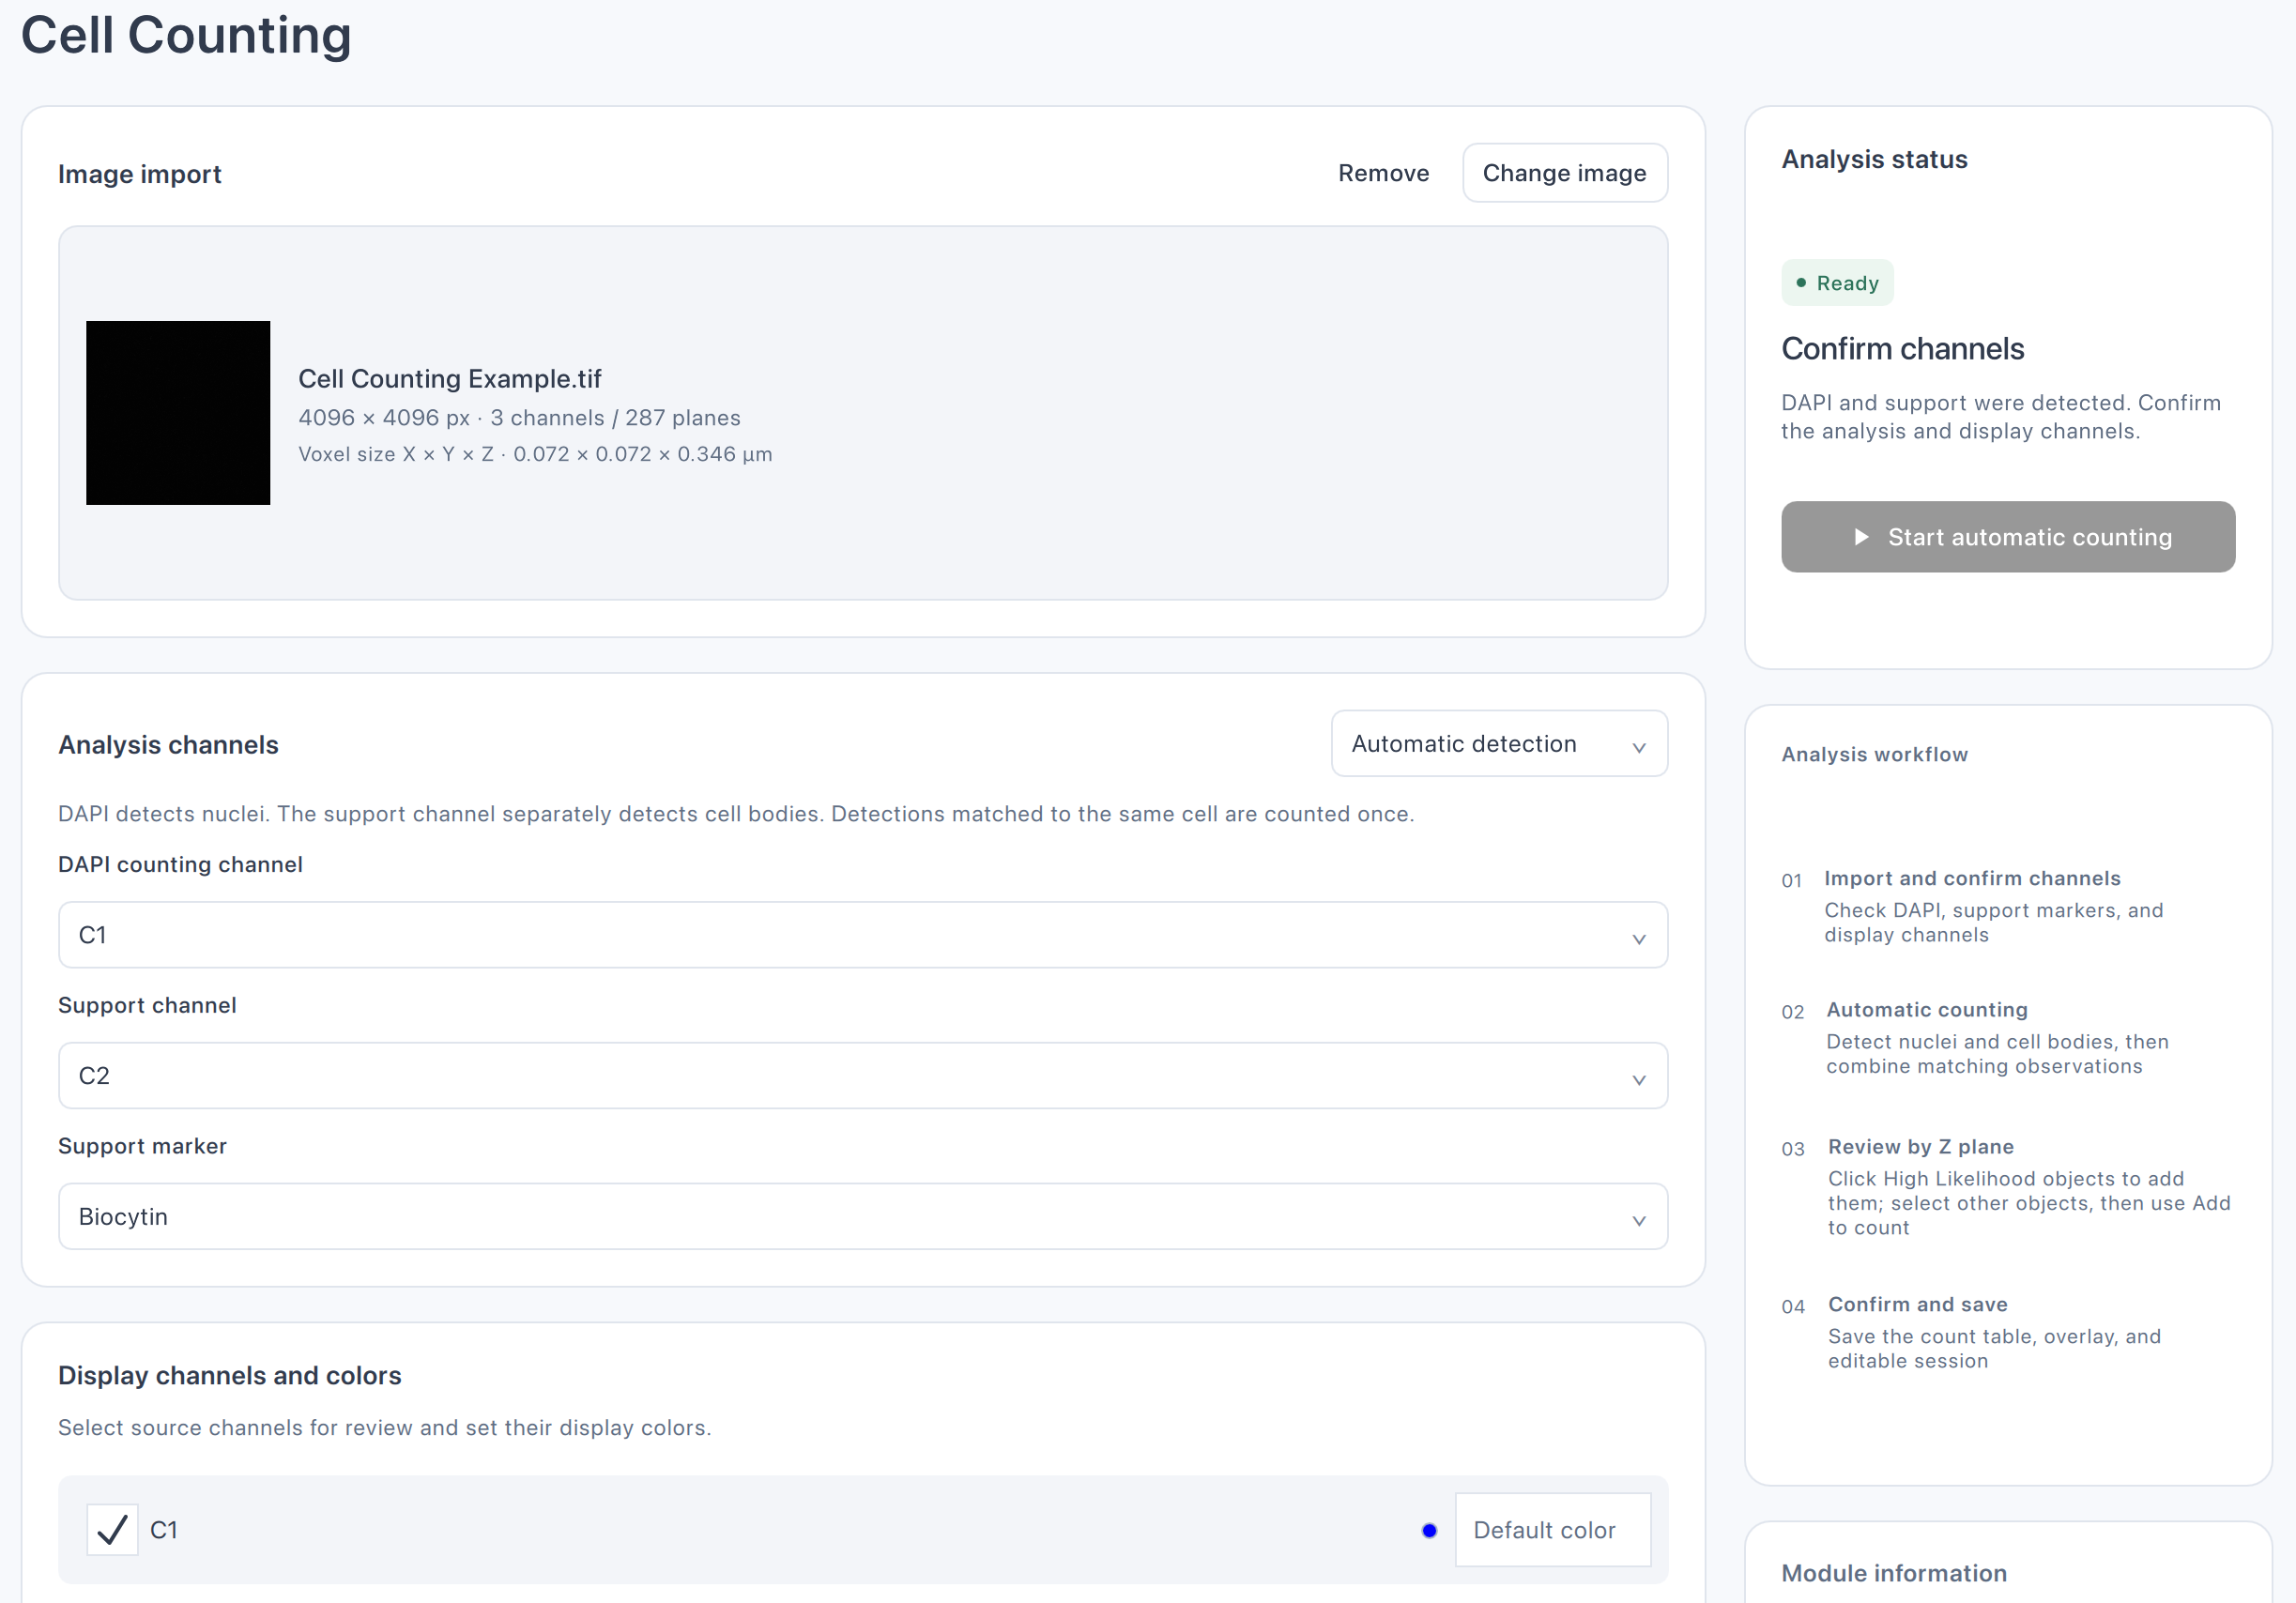 Cell Counting
Image import
Remove
Change image
Cell Counting Example.tif
4096 × 4096 px · 3 channels / 287 planes
Voxel size X × Y × Z · 0.072 × 0.072 × 0.346 µm
Analysis channels
Automatic detection
DAPI detects nuclei. The support channel separately detects cell bodies. Detections matched to the same cell are counted once.
DAPI counting channel
C1
Support channel
C2
Support marker
Biocytin
Display channels and colors
Select source channels for review and set their display colors.
C1
Default color
Analysis status
Ready
Confirm channels
DAPI and support were detected. Confirm
the analysis and display channels.
Start automatic counting
Analysis workflow
01 Import and confirm channels
Check DAPI, support markers, and
display channels
02 Automatic counting
Detect nuclei and cell bodies, then
combine matching observations
03 Review by Z plane
Click High Likelihood objects to add
them; select other objects, then use Add
to count
04 Confirm and save
Save the count table, overlay, and
editable session
Module information